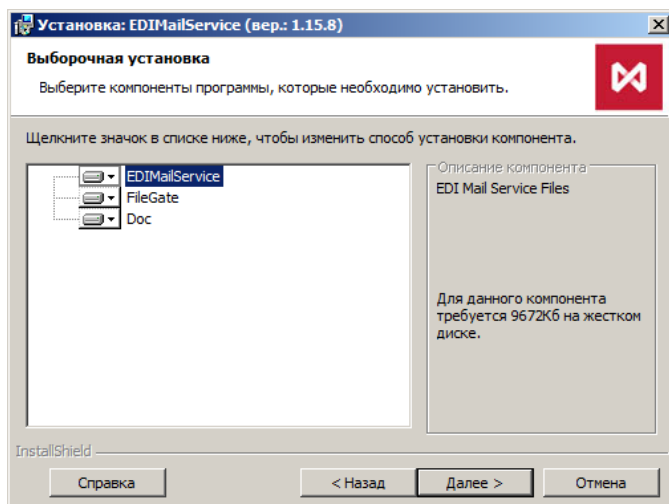 Установка: EDIMailService (вер.: 1.15.8)
Выборочная установка
Выберите компоненты программы, которые необходимо установить.
Щелкните значок в списке ниже, чтобы изменить способ установки компонента.
EDIMailService
FileGate
Doc
Описание компонента
EDI Mail Service Files
Для данного компонента
требуется 9672Кб на жестком
диске.
InstallShield
Справка
< Назад
Далее >
Отмена